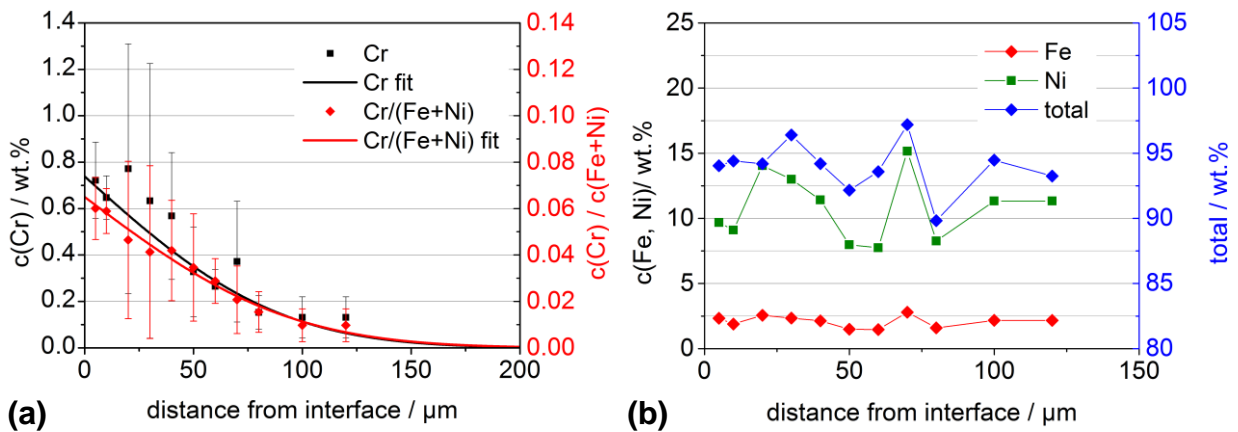 1.4
1.2
1.0
0.8
0.6
0.4
0.2
0.0
c(Cr) / wt.%
0 50 100 150 200
distance from interface / µm
0.14
0.12
0.10
0.08
0.06
0.04
0.02
0.00
c(Cr) / c(Fe+Ni)
Cr
Cr fit
Cr/(Fe+Ni)
Cr/(Fe+Ni) fit
(a)
25
20
15
10
5
0
c(Fe, Ni)/ wt.%
0 50 100 150
distance from interface / µm
105
100
95
90
85
80
total / wt.%
Fe
Ni
total
(b)